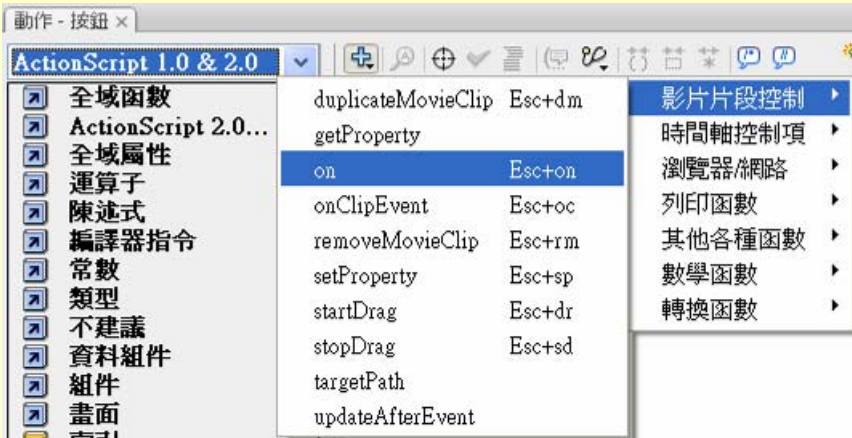 動作 - 按鈕 ×
ActionScript 1.0 & 2.0
全域函數
ActionScript 2.0...
全域屬性
運算子
陳述式
編譯器指令
常數
類型
不建議
資料組件
組件
畫面
索引
duplicateMovieClip Esc+dm
getProperty
on Esc+on
onClipEvent Esc+oc
removeMovieClip Esc+rm
setProperty Esc+sp
startDrag Esc+dr
stopDrag Esc+sd
targetPath
updateAfterEvent
影片片段控制
時間軸控制項
瀏覽器/網路
列印函數
其他各種函數
數學函數
轉換函數